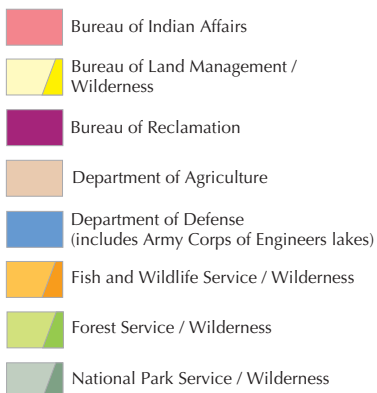 Bureau of Indian Affairs
Bureau of Land Management /
Wilderness
Bureau of Reclamation
Department of Agriculture
Department of Defense
(includes Army Corps of Engineers lakes)
Fish and Wildlife Service / Wilderness
Forest Service / Wilderness
National Park Service / Wilderness